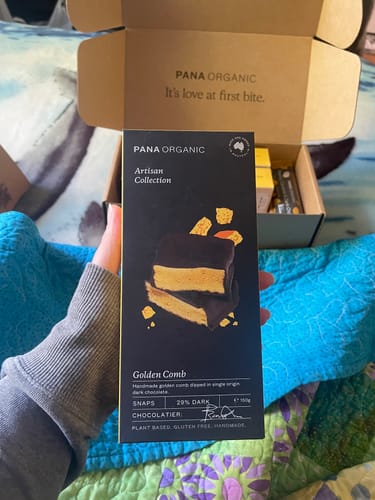 PANA ORGANIC
It's love at first bite.
PANA ORGANIC
Artisan
Collection
Golden Comb
Handmade golden comb dipped in single origin
dark chocolate.
SNAPS 29% DARK ℮ 150g
CHOCOLATIER:
PLANT BASED. GLUTEN FREE. HANDMADE.